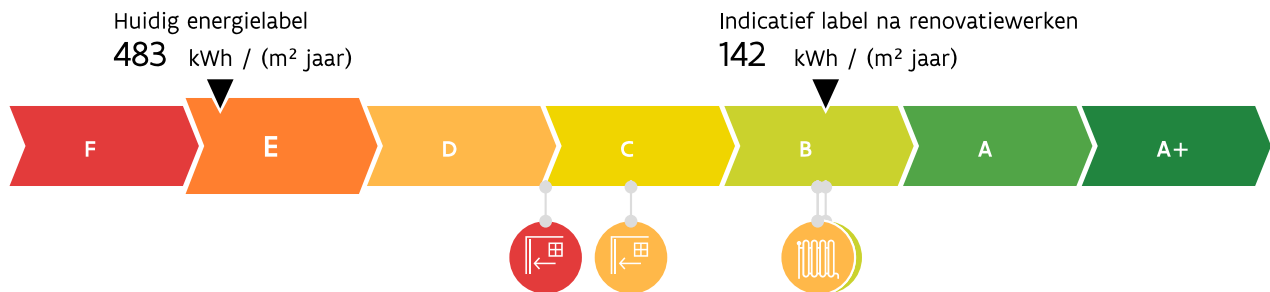 Huidig energielabel
483 kWh / (m² jaar)
Indicatief label na renovatiewerken
142 kWh / (m² jaar)
F E D C B A A+